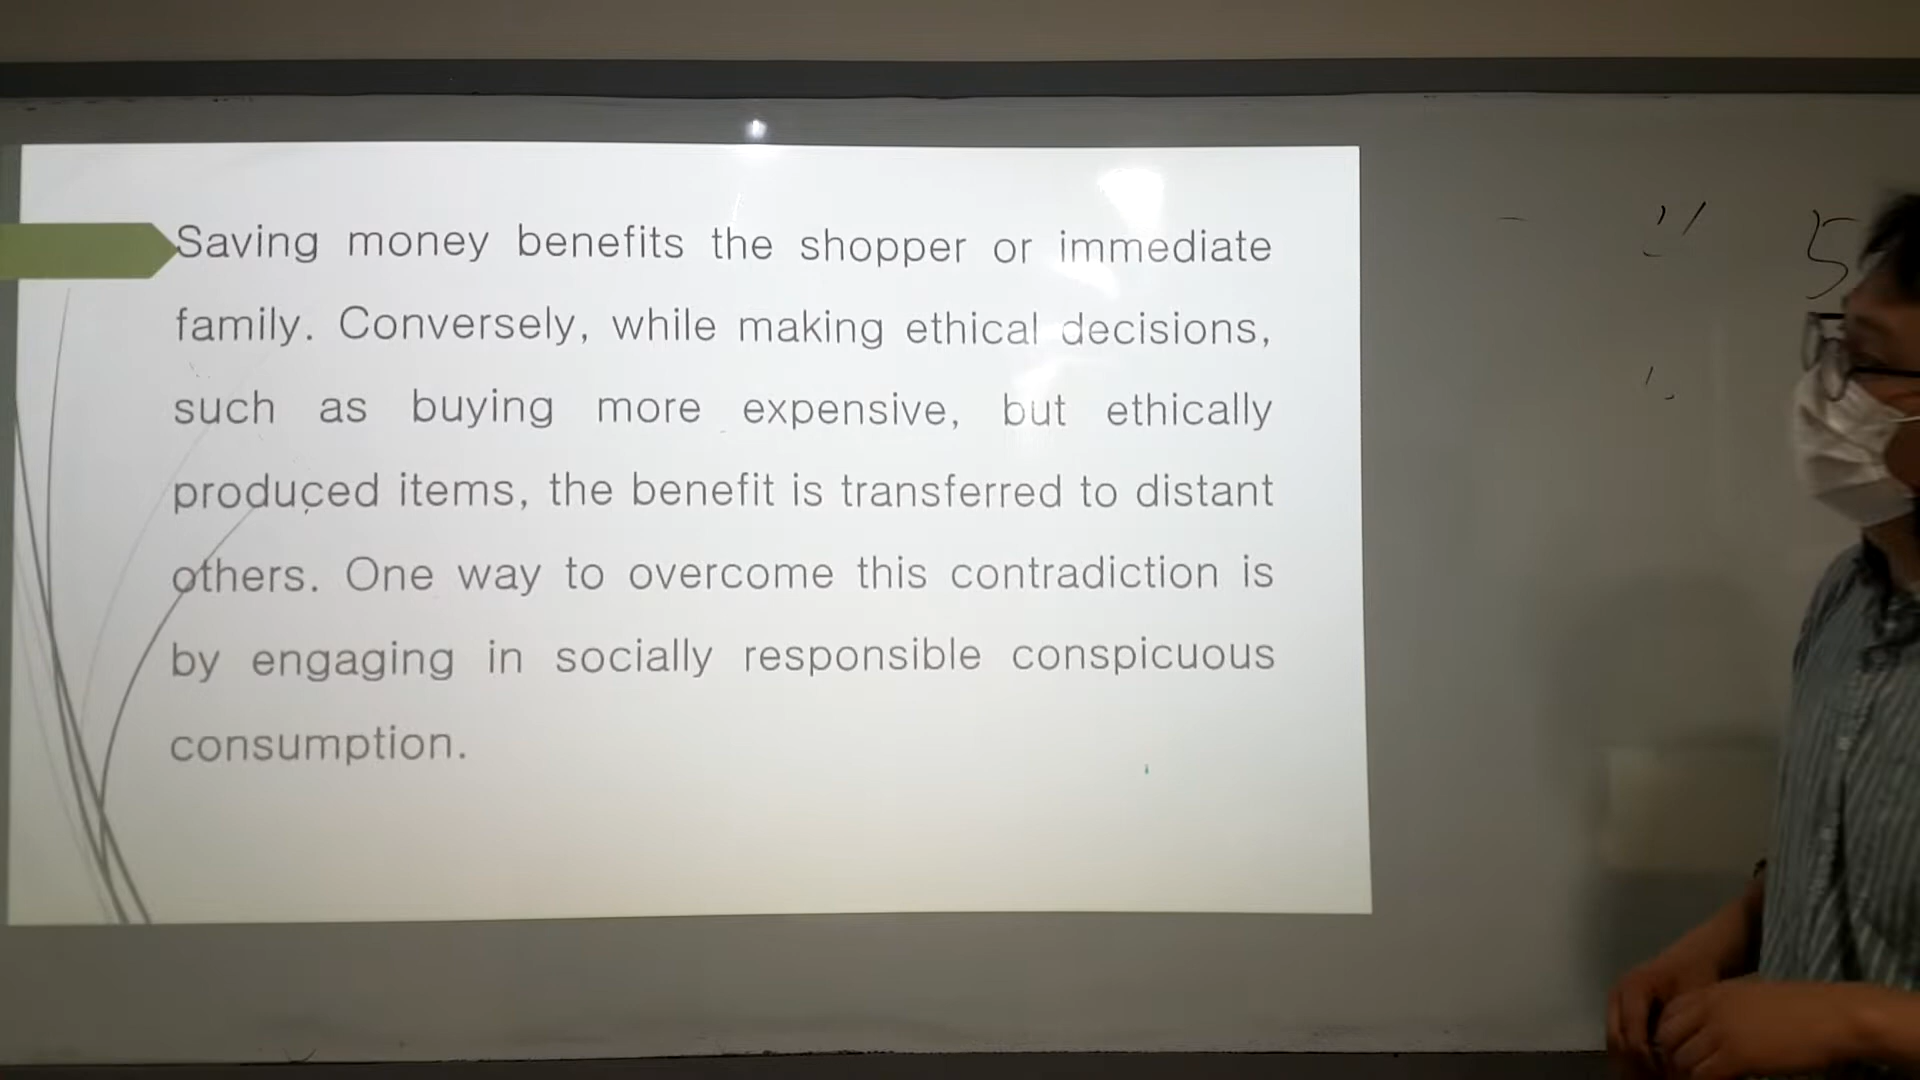 Saving money benefits the shopper or immediate
family. Conversely, while making ethical decisions,
such as buying more expensive, but ethically
produced items, the benefit is transferred to distant
others. One way to overcome this contradiction is
by engaging in socially responsible conspicuous
consumption.
5